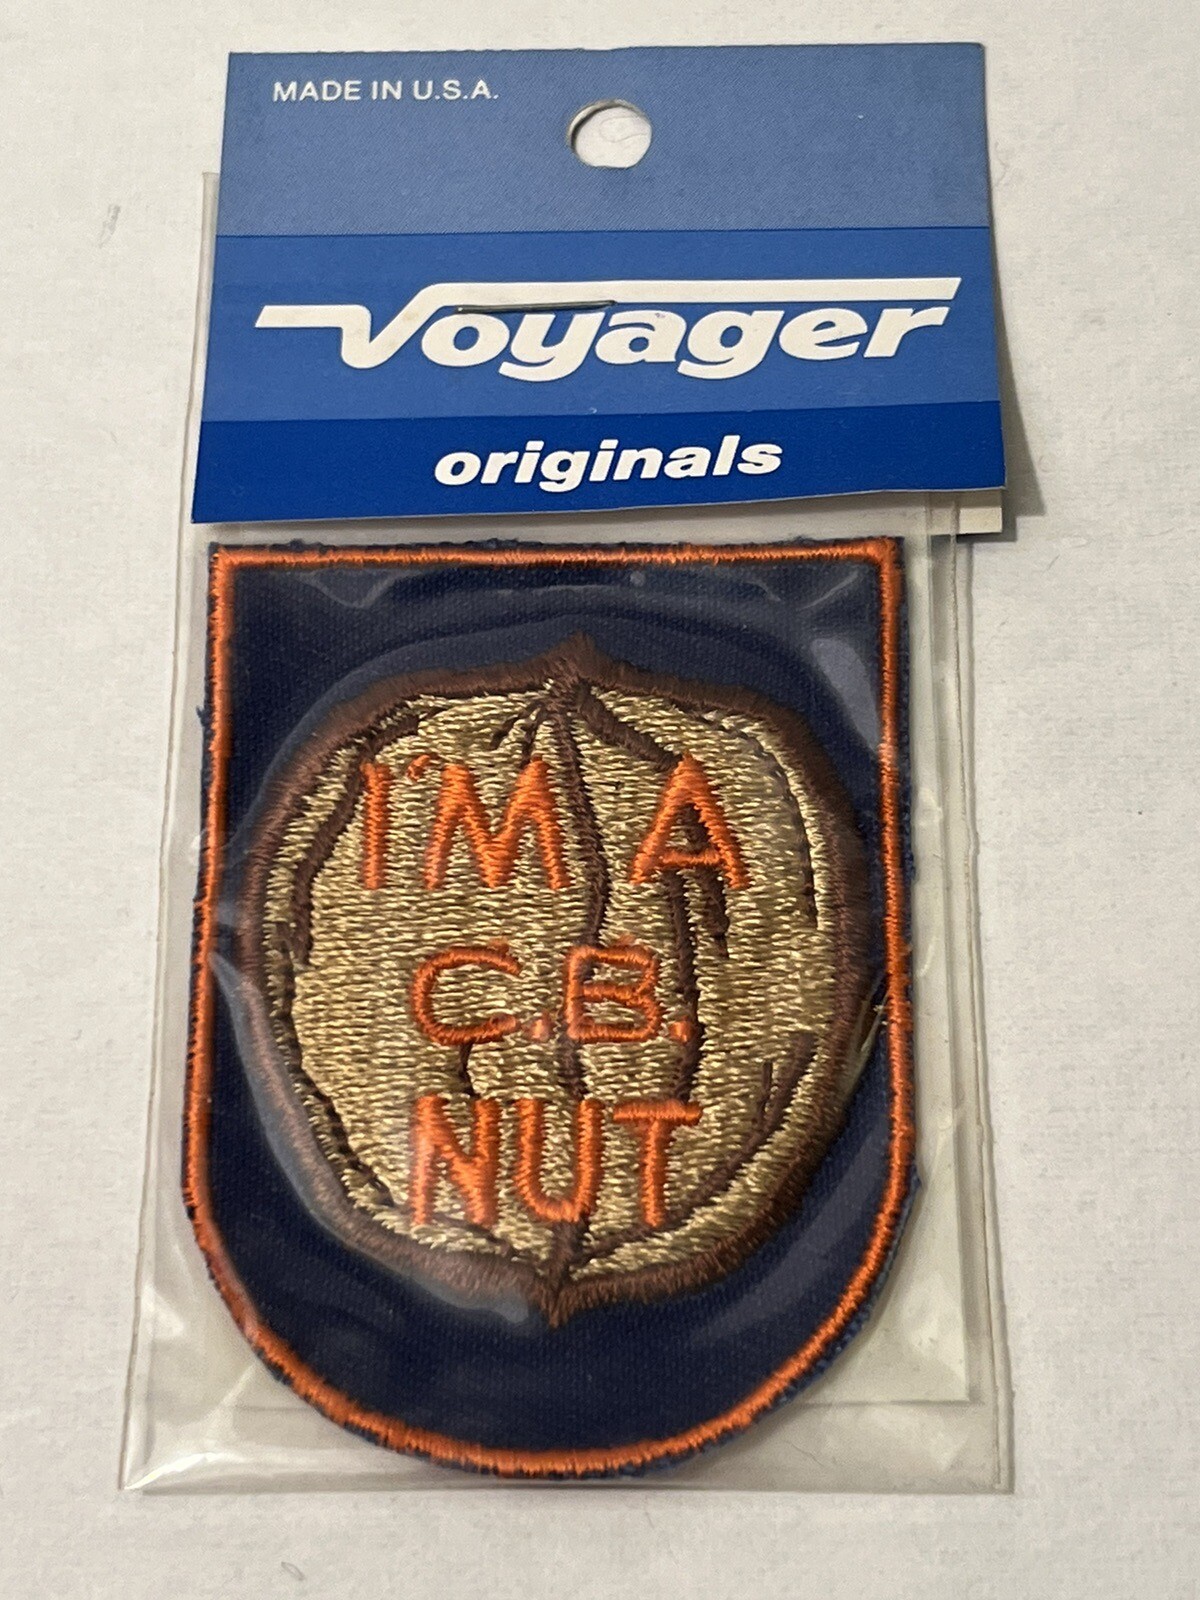 MADE IN U.S.A.
Voyager
originals
I'M A
C.B.
NUT